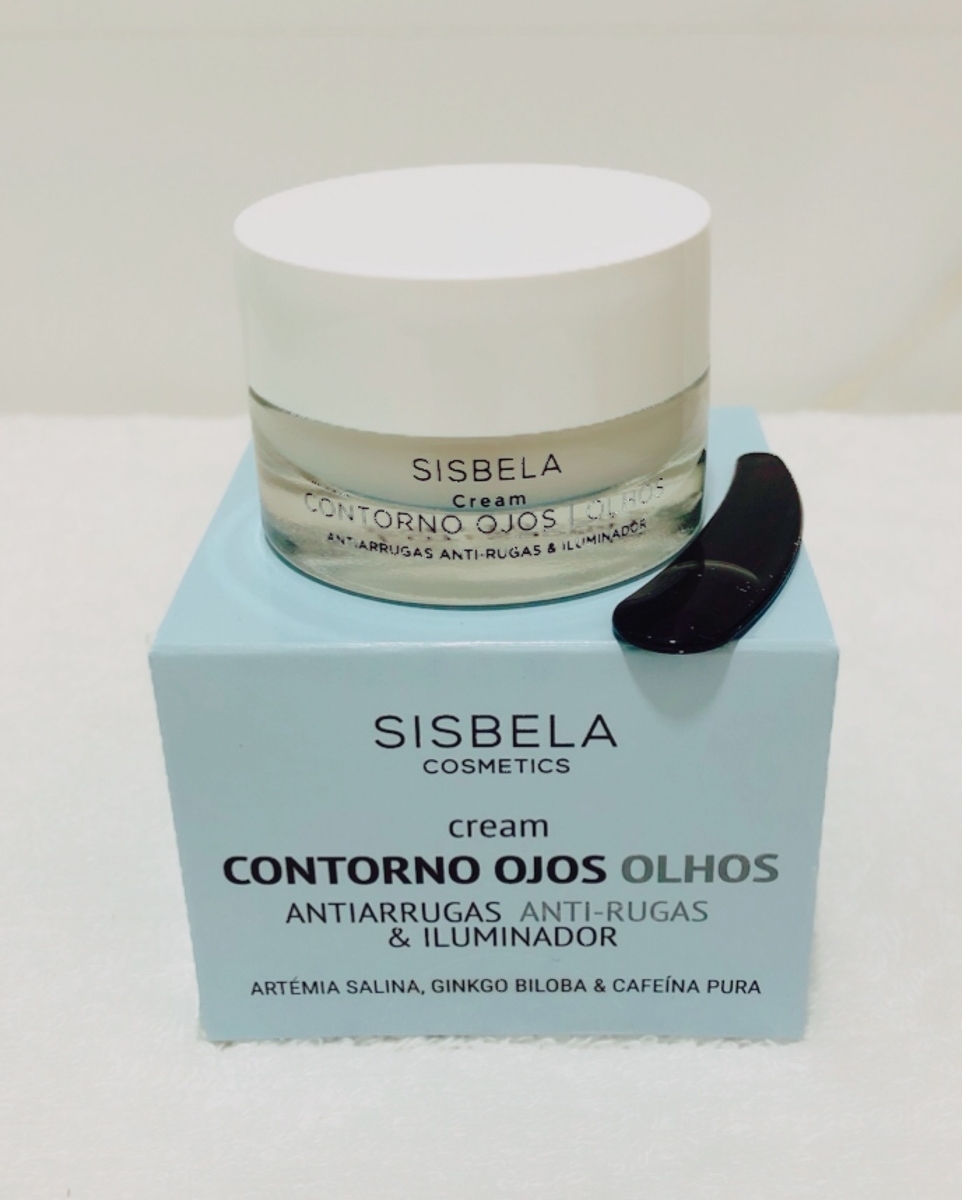 SISBELA
Cream
CONTORNO OJOS | OLHOS
ANTIARRUGAS ANTI-RUGAS & ILUMINADOR
SISBELA
COSMETICS
cream
CONTORNO OJOS OLHOS
ANTIARRUGAS ANTI-RUGAS
& ILUMINADOR
ARTÉMIA SALINA, GINKGO BILOBA & CAFEÍNA PURA